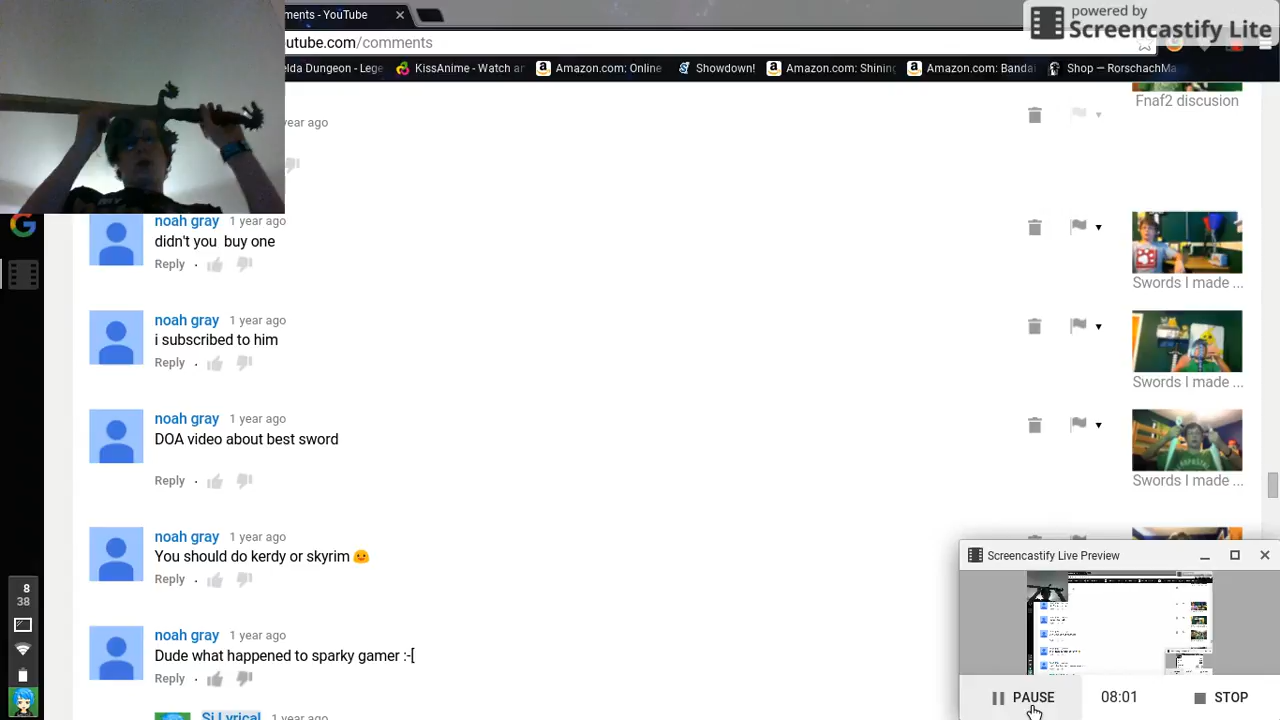 ments - YouTube
powered by
Screencastify Lite
utube.com/comments
elda Dungeon - Lege
KissAnime - Watch an
Amazon.com: Online
Showdown!
Amazon.com: Shining
Amazon.com: Bandai
Shop — RorschachMa
Fnaf2 discusion
year ago
noah gray 1 year ago
didn't you buy one
Reply
Swords I made ...
noah gray 1 year ago
i subscribed to him
Reply
Swords I made ...
noah gray 1 year ago
DOA video about best sword
Reply
Swords I made ...
noah gray 1 year ago
You should do kerdy or skyrim
Reply
Screencastify Live Preview
noah gray 1 year ago
Dude what happened to sparky gamer :-[
Reply
8
38
PAUSE
08:01
STOP
Si Lyrical 1 year ago